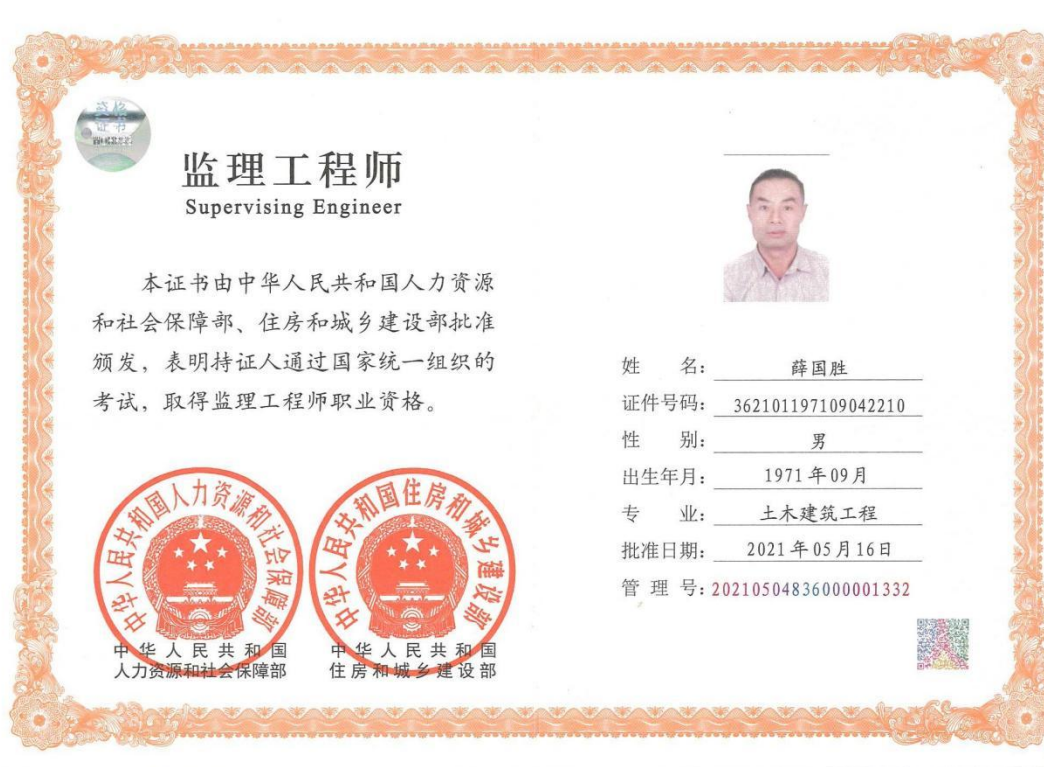 资格
证书
监理工程师
Supervising Engineer
本证书由中华人民共和国人力资源
和社会保障部、住房和城乡建设部批准
颁发，表明持证人通过国家统一组织的
考试，取得监理工程师职业资格。
中华人民共和国人力资源和社会保障部
中华人民共和国住房和城乡建设部
中华人民共和国
人力资源和社会保障部
中华人民共和国
住房和城乡建设部
姓 名：薛国胜
证件号码：362101197109042210
性 别：男
出生年月：1971年09月
专 业：土木建筑工程
批准日期：2021年05月16日
管 理 号：20210504836000001332